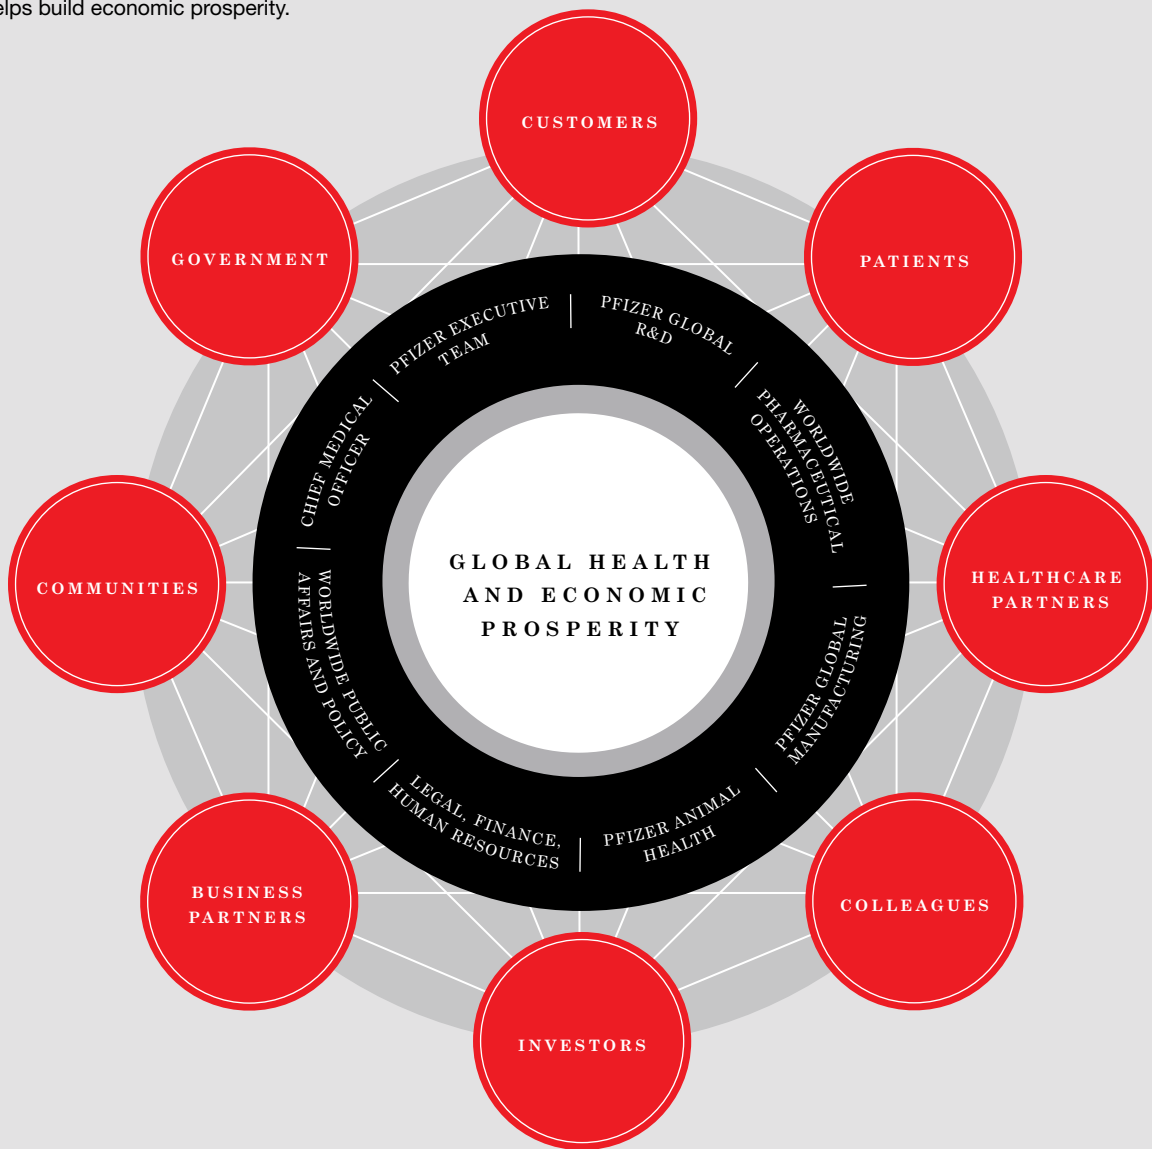 elps build economic prosperity.
CUSTOMERS
GOVERNMENT
PATIENTS
PFIZER EXECUTIVE
TEAM
PFIZER GLOBAL
R&D
CHIEF MEDICAL
OFFICER
WORLDWIDE
PHARMACEUTICAL
OPERATIONS
GLOBAL HEALTH
AND ECONOMIC
PROSPERITY
COMMUNITIES
HEALTHCARE
PARTNERS
WORLDWIDE PUBLIC
AFFAIRS AND POLICY
PFIZER GLOBAL
MANUFACTURING
LEGAL, FINANCE,
HUMAN RESOURCES
PFIZER ANIMAL
HEALTH
BUSINESS
PARTNERS
COLLEAGUES
INVESTORS